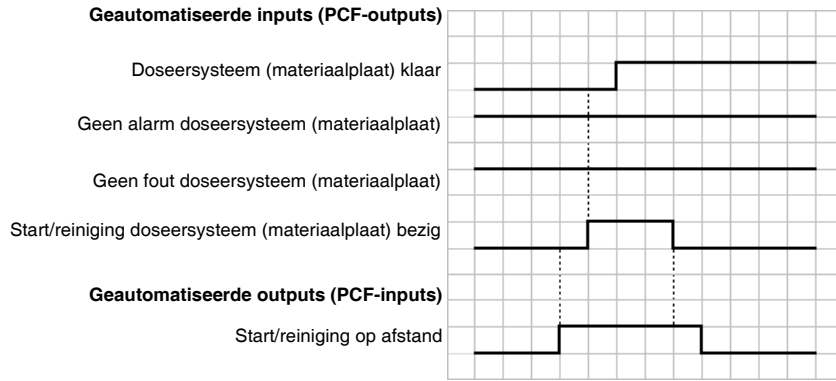 Geautomatiseerde inputs (PCF-outputs)
Doseersysteem (materiaalplaat) klaar
Geen alarm doseersysteem (materiaalplaat)
Geen fout doseersysteem (materiaalplaat)
Start/reiniging doseersysteem (materiaalplaat) bezig
Geautomatiseerde outputs (PCF-inputs)
Start/reiniging op afstand